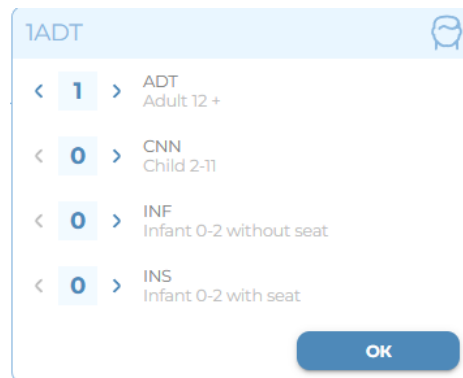 1ADT
1
ADT
Adult 12 +
0
CNN
Child 2-11
0
INF
Infant 0-2 without seat
0
INS
Infant 0-2 with seat
OK